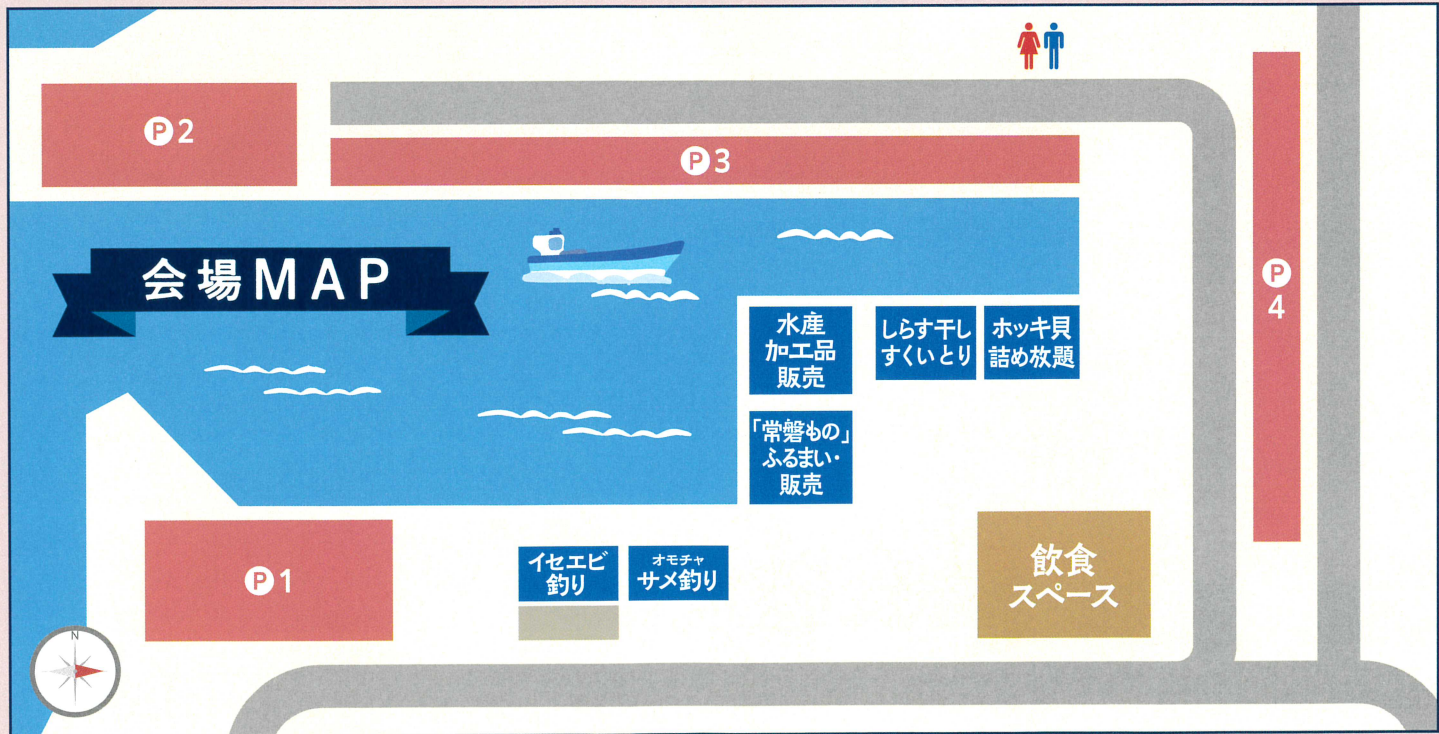 P2
P3
会場MAP
P
4
水産
加工品
販売
しらす干し
すくいとり
ホッキ貝
詰め放題
「常磐もの」
ふるまい・
販売
P1
イセエビ
釣り
オモチャ
サメ釣り
飲食
スペース
N